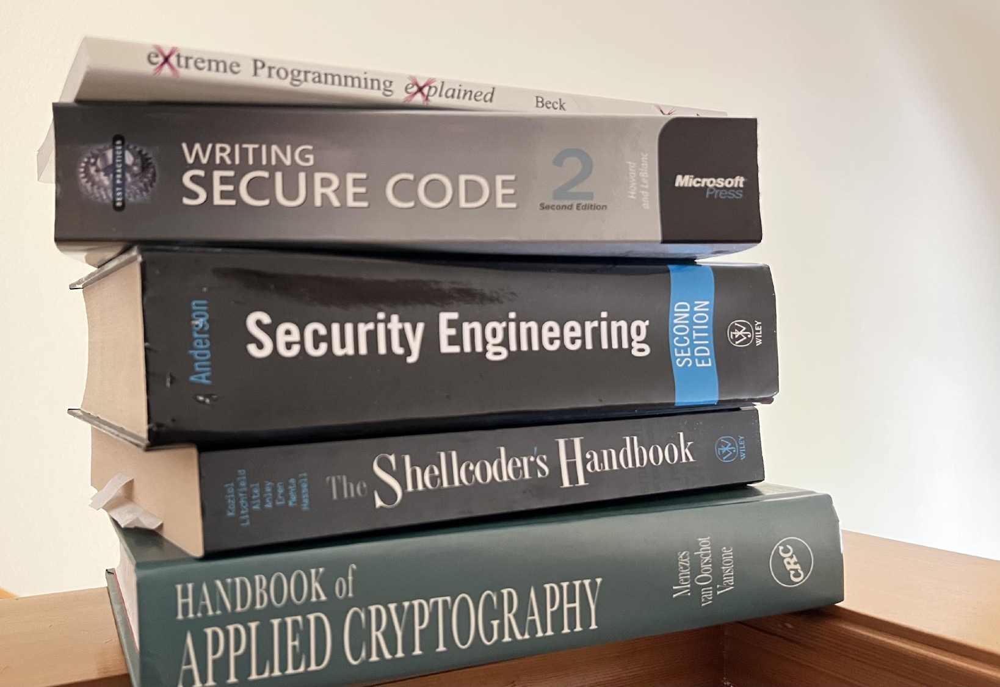 eXtreme Programming eXplained Beck
BEST PRACTICES
WRITING
SECURE CODE
2
Second Edition
Howard
and LeBlanc
Microsoft
Press
Anderson
Security Engineering
SECOND
EDITION
WILEY
Koziol
Litchfield
Aitel
Anley
Eren
Mehta
Hassell
The Shellcoder's Handbook
WILEY
HANDBOOK of
APPLIED CRYPTOGRAPHY
Menezes
van Oorschot
Vanstone
CRC